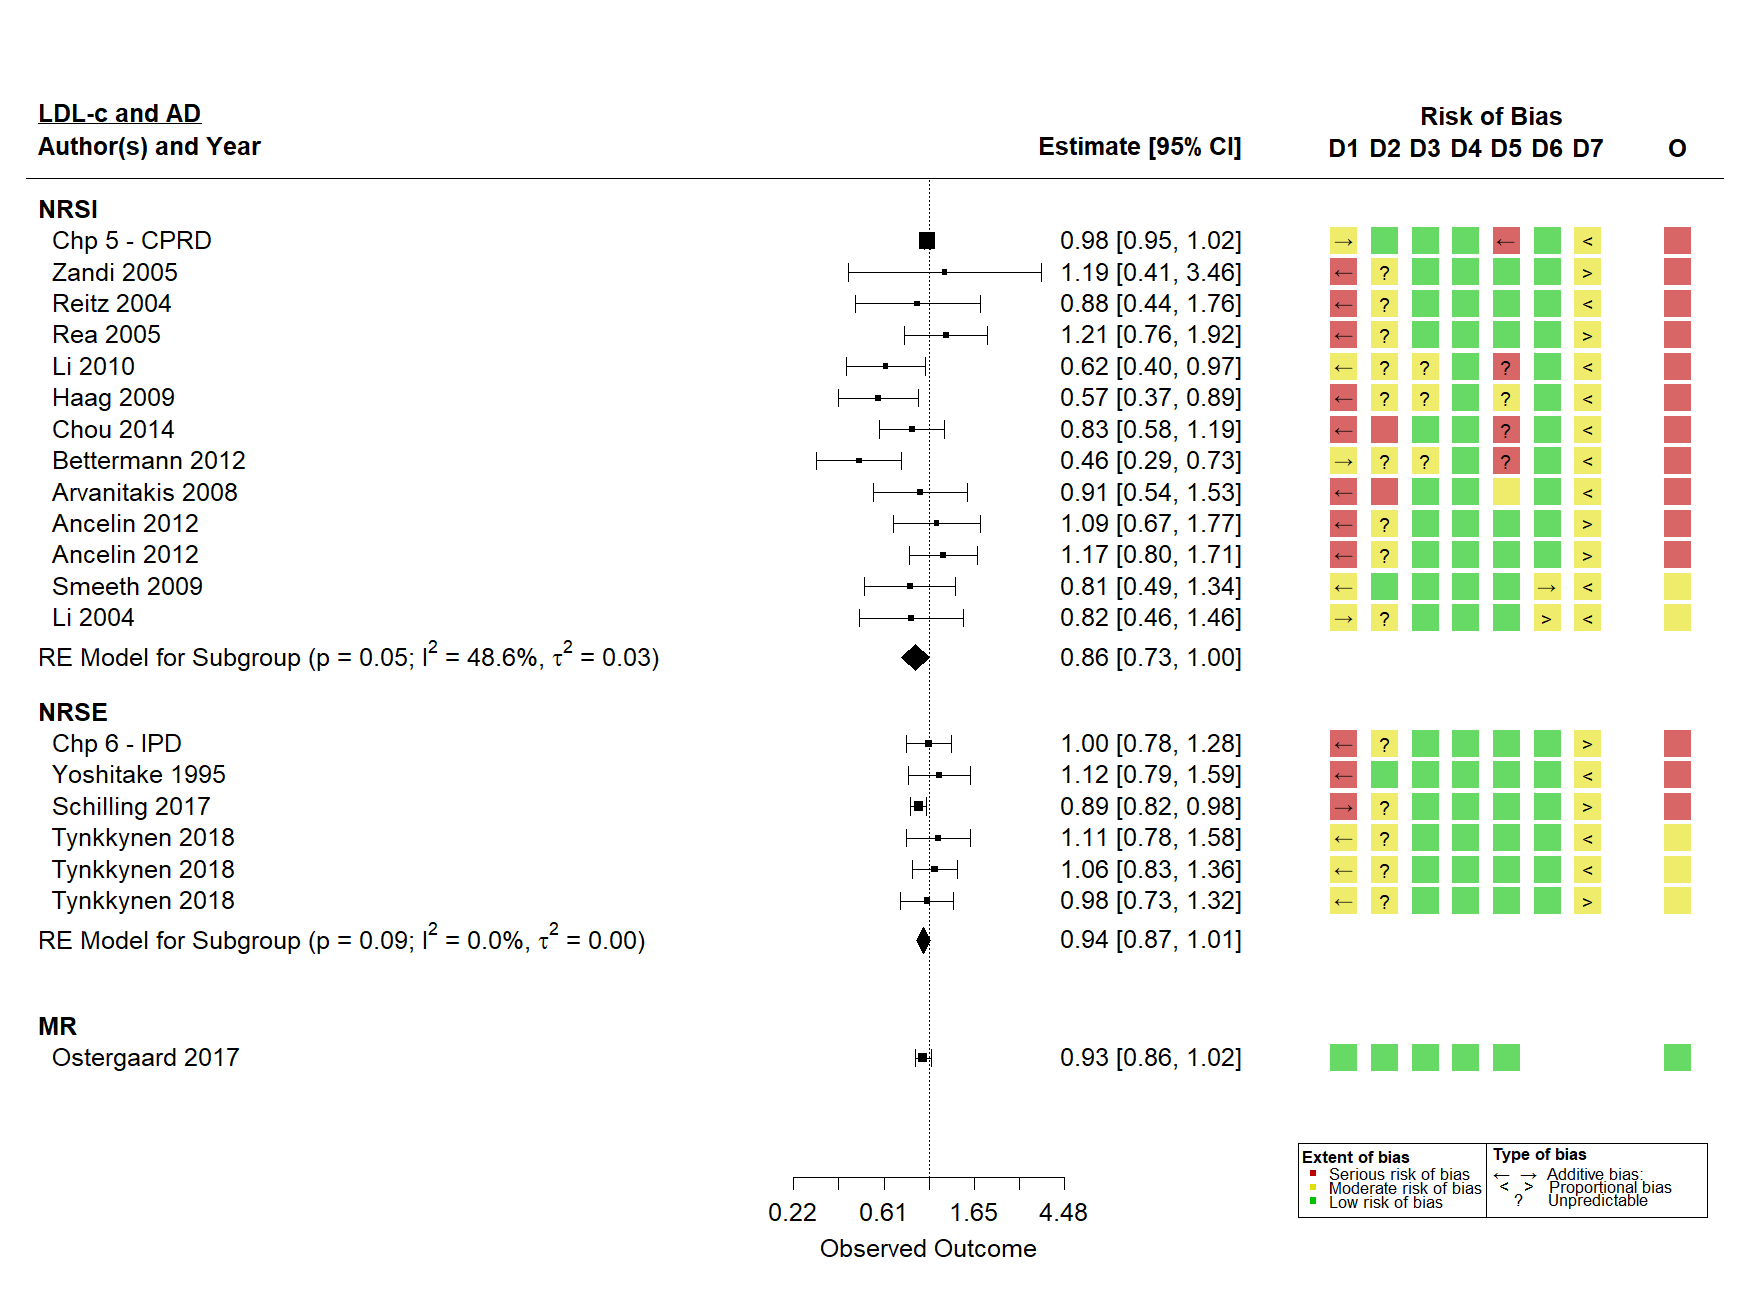 LDL-c and AD
Risk of Bias
Author(s) and Year Estimate [95% CI] D1 D2 D3 D4 D5 D6 D7 O
NRSI
Chp 5 - CPRD 0.98 [0.95, 1.02] → ← <
Zandi 2005 1.19 [0.41, 3.46] ← ? >
Reitz 2004 0.88 [0.44, 1.76] ← ? <
Rea 2005 1.21 [0.76, 1.92] ← ? >
Li 2010 0.62 [0.40, 0.97] ← ? ? ? <
Haag 2009 0.57 [0.37, 0.89] ← ? ? ? <
Chou 2014 0.83 [0.58, 1.19] ← ? <
Bettermann 2012 0.46 [0.29, 0.73] → ? ? ? <
Arvanitakis 2008 0.91 [0.54, 1.53] ← <
Ancelin 2012 1.09 [0.67, 1.77] ← ? >
Ancelin 2012 1.17 [0.80, 1.71] ← ? >
Smeeth 2009 0.81 [0.49, 1.34] ← → <
Li 2004 0.82 [0.46, 1.46] → ? > <
RE Model for Subgroup (p = 0.05; I² = 48.6%, τ² = 0.03) 0.86 [0.73, 1.00]
NRSE
Chp 6 - IPD 1.00 [0.78, 1.28] ← ? >
Yoshitake 1995 1.12 [0.79, 1.59] ← <
Schilling 2017 0.89 [0.82, 0.98] → ? >
Tynkkynen 2018 1.11 [0.78, 1.58] ← ? <
Tynkkynen 2018 1.06 [0.83, 1.36] ← ? <
Tynkkynen 2018 0.98 [0.73, 1.32] ← ? >
RE Model for Subgroup (p = 0.09; I² = 0.0%, τ² = 0.00) 0.94 [0.87, 1.01]
MR
Ostergaard 2017 0.93 [0.86, 1.02]
0.22 0.61 1.65 4.48
Observed Outcome
Extent of bias
Serious risk of bias
Moderate risk of bias
Low risk of bias
Type of bias
← → Additive bias:
< > Proportional bias
? Unpredictable